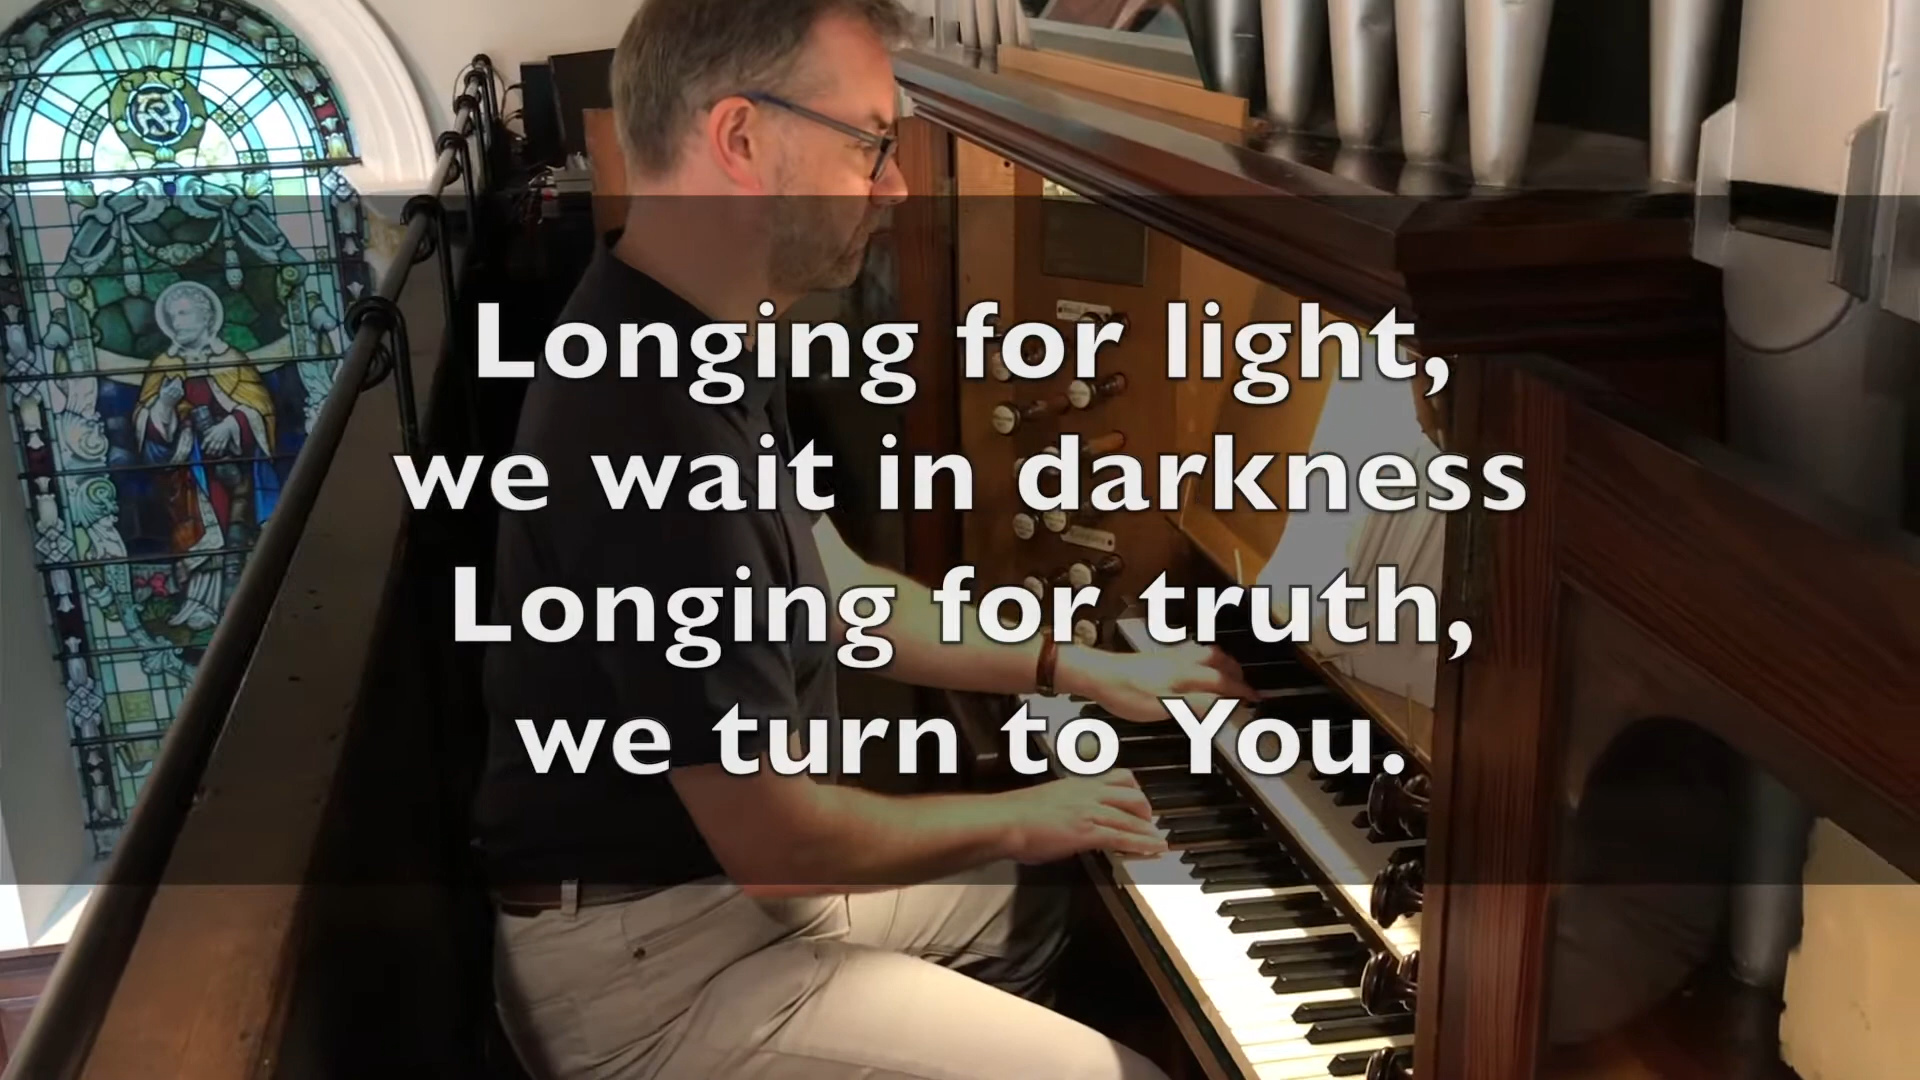 Longing for light,
we wait in darkness
Longing for truth,
we turn to You.